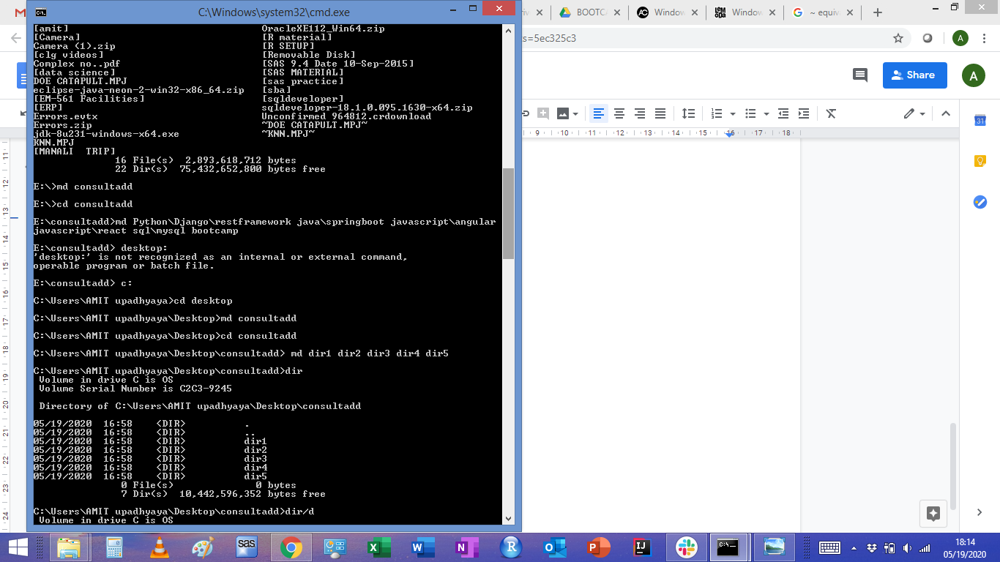 C:\Windows\system32\cmd.exe
[amit] OracleXE112_Win64.zip
[Camera] [R material]
Camera (1).zip [R SETUP]
[clg videos] [Removable Disk]
Complex no..pdf [SAS 9.4 Date 10-Sep-2015]
[data science] [SAS MATERIAL]
DOE CATAPULT.MPJ [sas practice]
eclipse-java-neon-2-win32-x86_64.zip [sba]
[EM-561 Facilities] [sqldeveloper]
[ERP] sqldeveloper-18.1.0.095.1630-x64.zip
Errors.evtx Unconfirmed 964812.crdownload
Errors.zip ~DOE CATAPULT.MPJ~
jdk-8u231-windows-x64.exe ~KNN.MPJ~
KNN.MPJ
[MANALI  TRIP]
16 File(s) 2,893,618,712 bytes
22 Dir(s) 75,432,652,800 bytes free
E:\>md consultadd
E:\>cd consultadd
E:\consultadd>md Python\Django\restframework java\springboot javascript\angular
javascript\react sql\mysql bootcamp
E:\consultadd> desktop:
'desktop:' is not recognized as an internal or external command,
operable program or batch file.
E:\consultadd> c:
C:\Users\AMIT upadhyaya>cd desktop
C:\Users\AMIT upadhyaya\Desktop>md consultadd
C:\Users\AMIT upadhyaya\Desktop>cd consultadd
C:\Users\AMIT upadhyaya\Desktop\consultadd> md dir1 dir2 dir3 dir4 dir5
C:\Users\AMIT upadhyaya\Desktop\consultadd>dir
Volume in drive C is OS
Volume Serial Number is C2C3-9245
Directory of C:\Users\AMIT upadhyaya\Desktop\consultadd
05/19/2020 16:58 <DIR> .
05/19/2020 16:58 <DIR> ..
05/19/2020 16:58 <DIR> dir1
05/19/2020 16:58 <DIR> dir2
05/19/2020 16:58 <DIR> dir3
05/19/2020 16:58 <DIR> dir4
05/19/2020 16:58 <DIR> dir5
0 File(s) 0 bytes
7 Dir(s) 10,442,596,352 bytes free
C:\Users\AMIT upadhyaya\Desktop\consultadd>dir/d
Volume in drive C is OS
BOOTCA
Window
Window
~ equiva
s=5ec325c3
A
Share
A
9 10 11 12 13 14 15 16 17 18
11
12
13
14
15
16
17
18
19
20
21
22
23
24
31
sas
R
IJ
18:14
05/19/2020